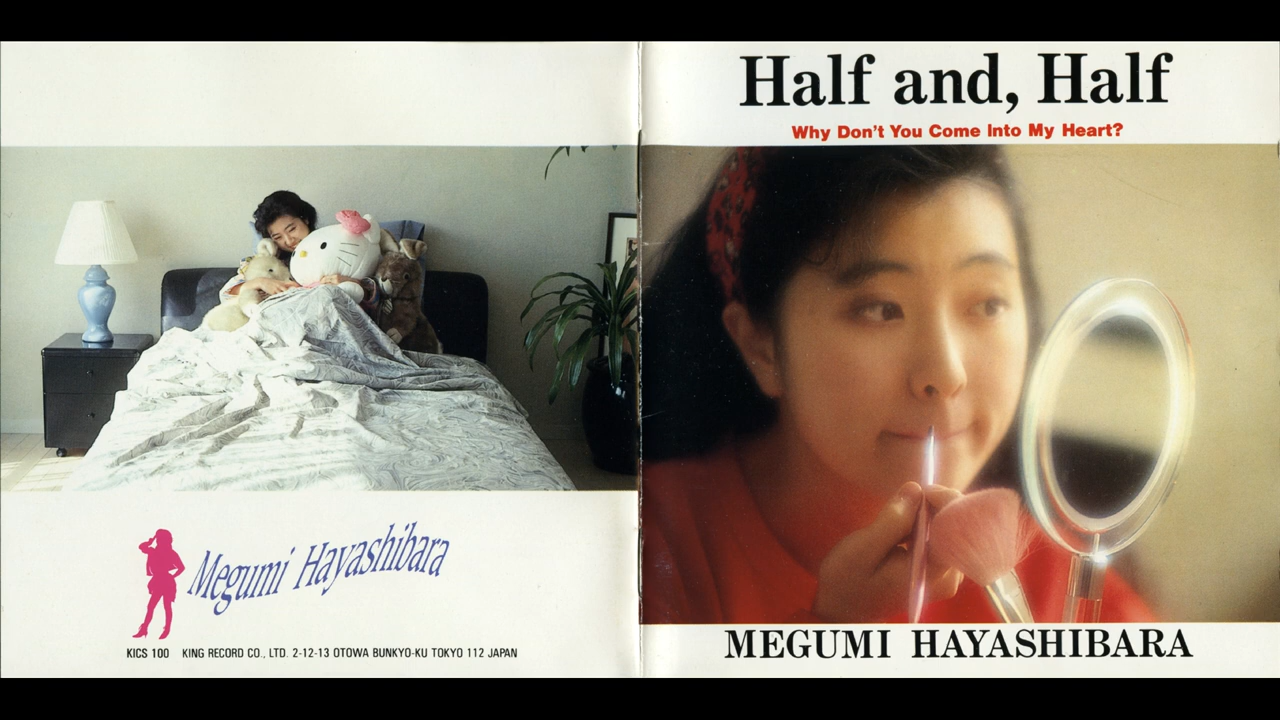 Half and, Half
Why Don't You Come Into My Heart?
MEGUMI HAYASHIBARA
Megumi Hayashibara
KICS 100 KING RECORD CO., LTD. 2-12-13 OTOWA BUNKYO-KU TOKYO 112 JAPAN